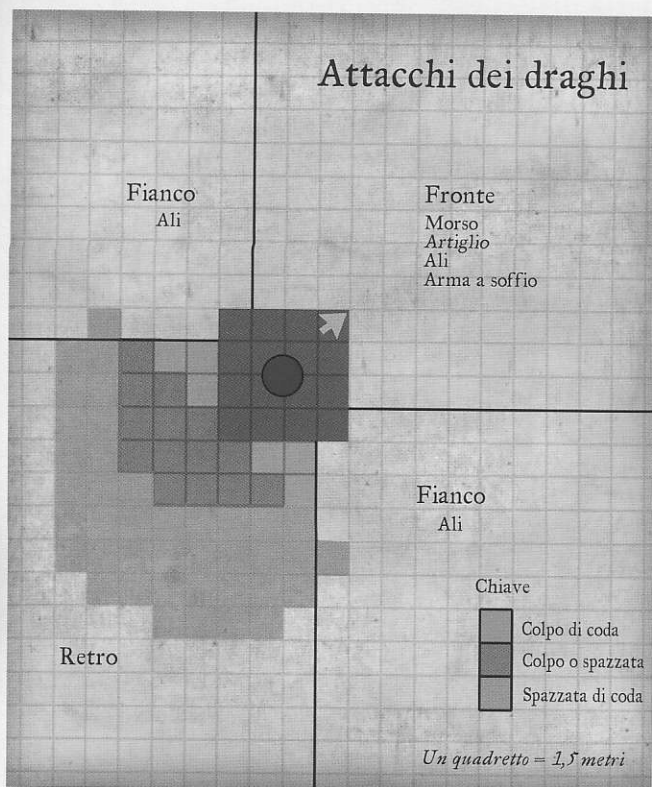 Attacchi dei draghi
Fianco
Ali
Fronte
Morso
Artiglio
Ali
Arma a soffio
Fianco
Ali
Chiave
Colpo di coda
Colpo o spazzata
Spazzata di coda
Retro
Un quadretto = 1,5 metri